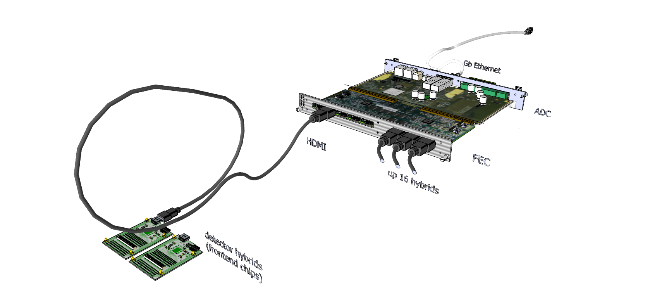 Gb Ethernet
ADC
HDMI
FEC
up 16 hybrids
Detector hybrids
(frontend chips)